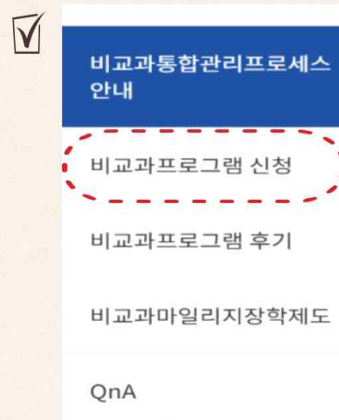 비교과통합관리프로세스
안내
비교과프로그램 신청
비교과프로그램 후기
비교과마일리지장학제도
QnA